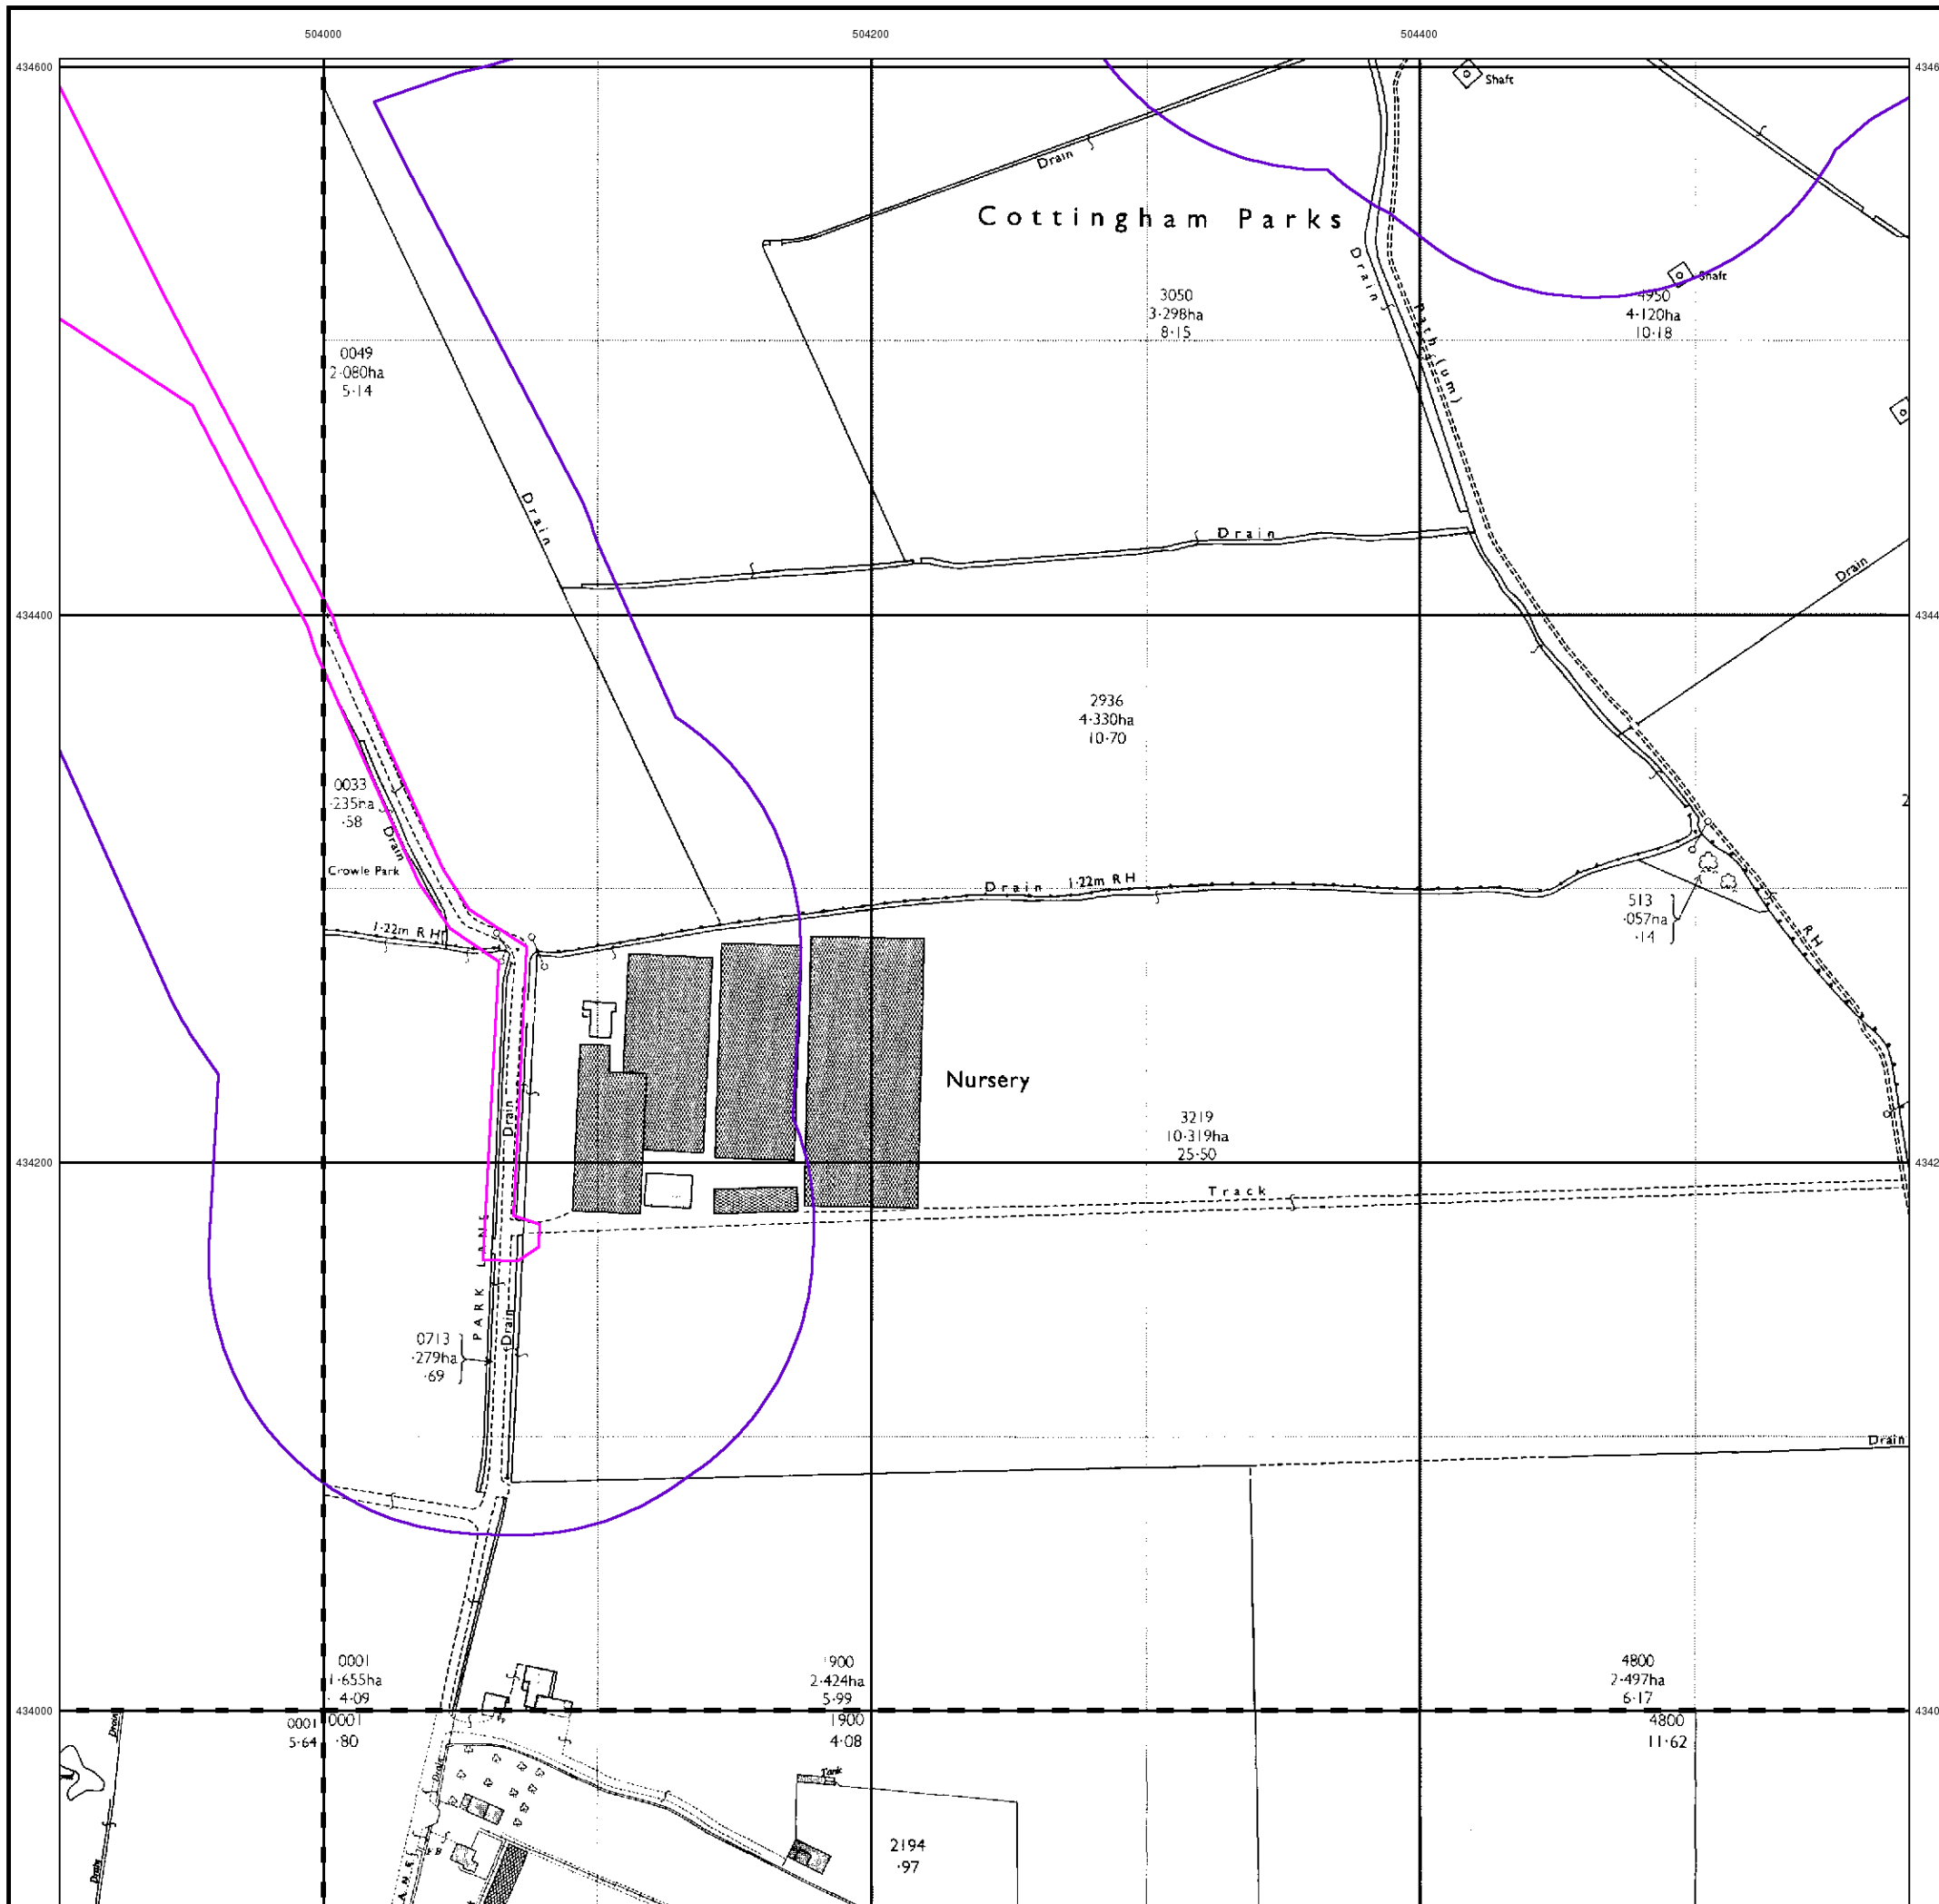 504000
504200
504400
434600
Shaft
Drain
Cottingham Parks
Drain
Shaft
3050
3·298ha
8·15
4950
4·120ha
10·18
Path (um)
0049
2·080ha
5·14
Drain
Drain
Drain
434400
2936
4·330ha
10·70
0033
·235ha
·58
Drain
Crowle Park
1·22m RH
Drain 1·22m RH
513
·057ha
·14
RH
Nursery
Drain
3219
10·319ha
25·50
434200
Track
PARK LANE
Drain
0713
·279ha
·69
Drain
0001
1·655ha
4·09
1900
2·424ha
5·99
4800
2·497ha
6·17
434000
0001
5·64
0001
·80
1900
4·08
4800
11·62
Drain
Drain
Tank
2194
·97
Drain